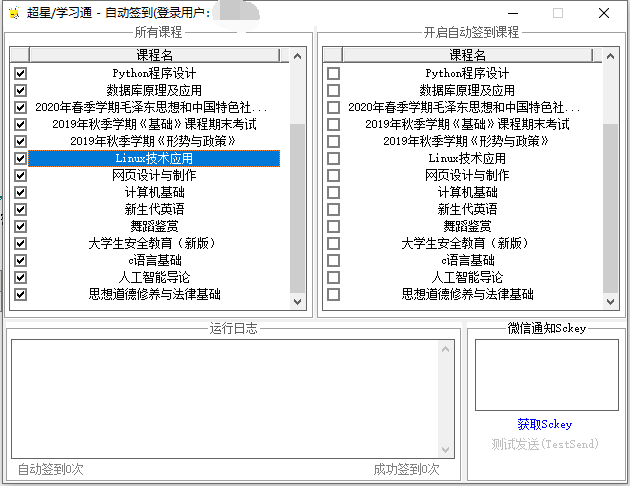 超星/学习通 - 自动签到(登录用户:
所有课程
课程名
Python程序设计
数据库原理及应用
2020年春季学期毛泽东思想和中国特色社...
2019年秋季学期《基础》课程期末考试
2019年秋季学期《形势与政策》
Linux技术应用
网页设计与制作
计算机基础
新生代英语
舞蹈鉴赏
大学生安全教育（新版）
c语言基础
人工智能导论
思想道德修养与法律基础
开启自动签到课程
课程名
Python程序设计
数据库原理及应用
2020年春季学期毛泽东思想和中国特色社...
2019年秋季学期《基础》课程期末考试
2019年秋季学期《形势与政策》
Linux技术应用
网页设计与制作
计算机基础
新生代英语
舞蹈鉴赏
大学生安全教育（新版）
c语言基础
人工智能导论
思想道德修养与法律基础
运行日志
自动签到0次
成功签到0次
微信通知Sckey
获取Sckey
测试发送(TestSend)